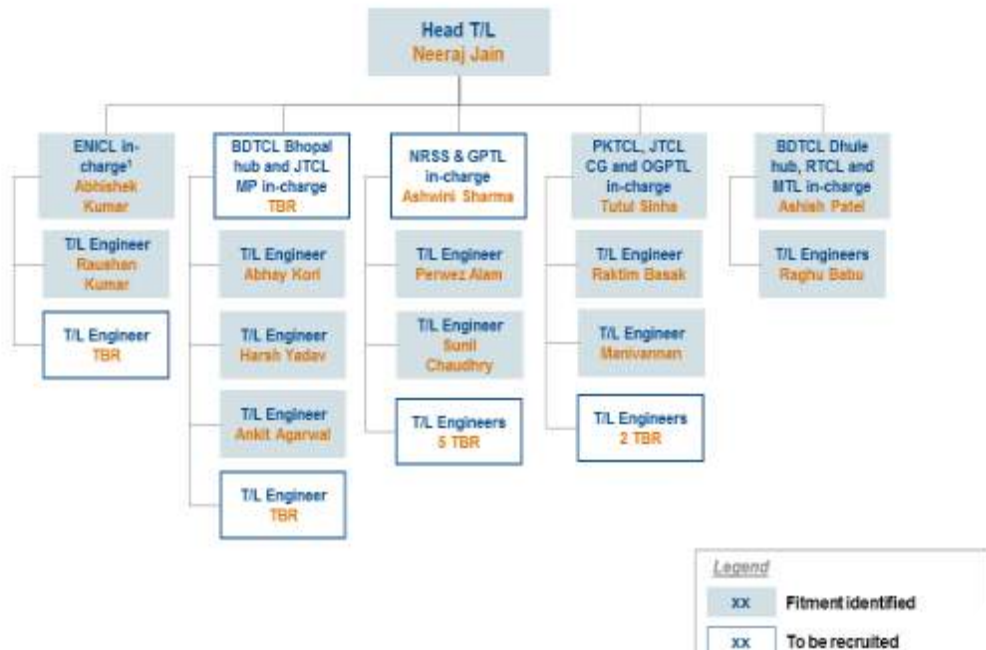 Head T/L
Neeraj Jain
ENICL in-
charge¹
Abhishek
Kumar
T/L Engineer
Raushan
Kumar
T/L Engineer
TBR
BDTCL Bhopal
hub and JTCL
MP in-charge
TBR
T/L Engineer
Abhay Kori
T/L Engineer
Harsh Yadav
T/L Engineer
Ankit Agarwal
T/L Engineer
TBR
NRSS & GPTL
in-charge
Ashwini Sharma
T/L Engineer
Perwez Alam
T/L Engineer
Sunil
Chaudhry
T/L Engineers
5 TBR
PKTCL, JTCL
CG and OGPTL
in-charge
Tutul Sinha
T/L Engineer
Raktim Basak
T/L Engineer
Manivannan
T/L Engineers
2 TBR
BDTCL Dhule
hub, RTCL and
MTL in-charge
Ashish Patel
T/L Engineers
Raghu Babu
Legend
XX Fitment identified
XX To be recruited